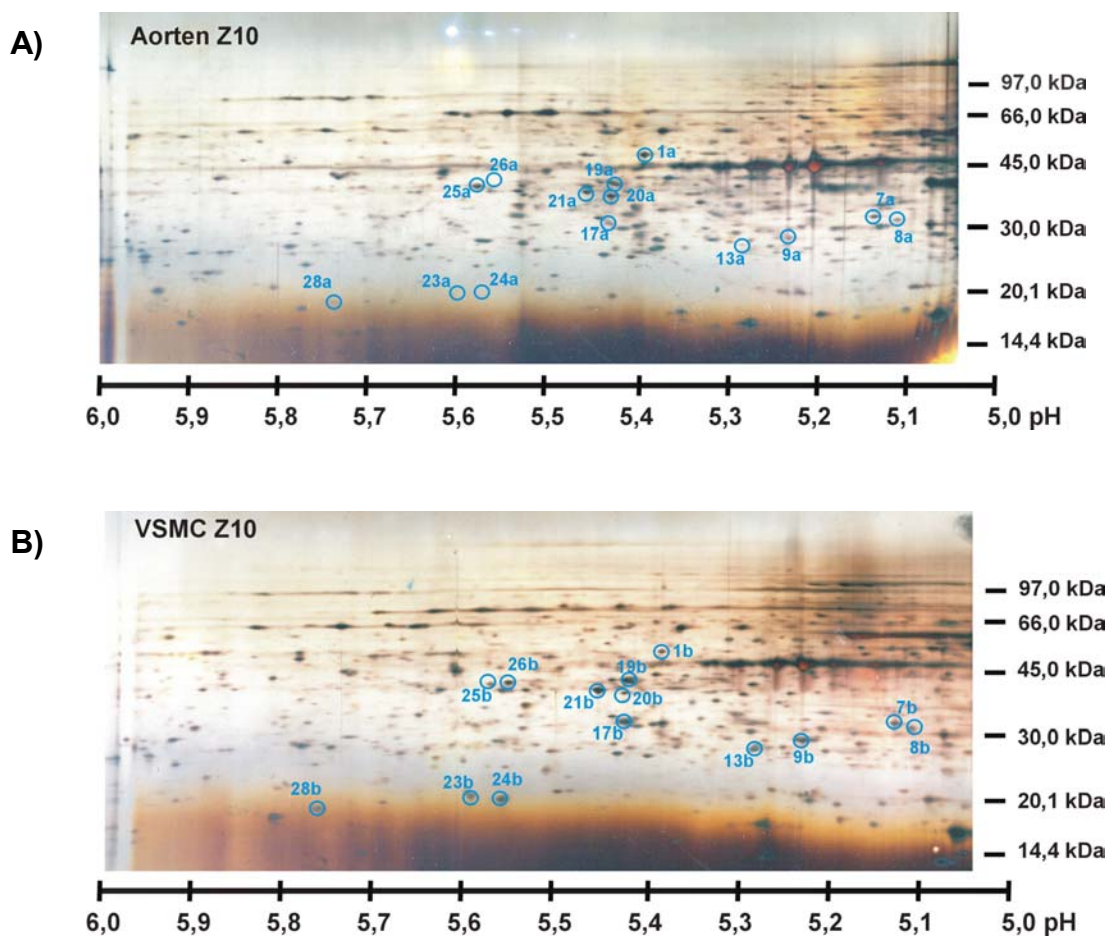 A)
Aorten Z10
97,0 kDa
66,0 kDa
45,0 kDa
30,0 kDa
20,1 kDa
14,4 kDa
1a
26a
25a
19a
21a
20a
17a
7a
8a
13a
9a
28a
23a
24a
6,0 5,9 5,8 5,7 5,6 5,5 5,4 5,3 5,2 5,1 5,0 pH
B)
VSMC Z10
97,0 kDa
66,0 kDa
45,0 kDa
30,0 kDa
20,1 kDa
14,4 kDa
1b
26b
25b
19b
21b
20b
17b
7b
8b
13b
9b
28b
23b
24b
6,0 5,9 5,8 5,7 5,6 5,5 5,4 5,3 5,2 5,1 5,0 pH